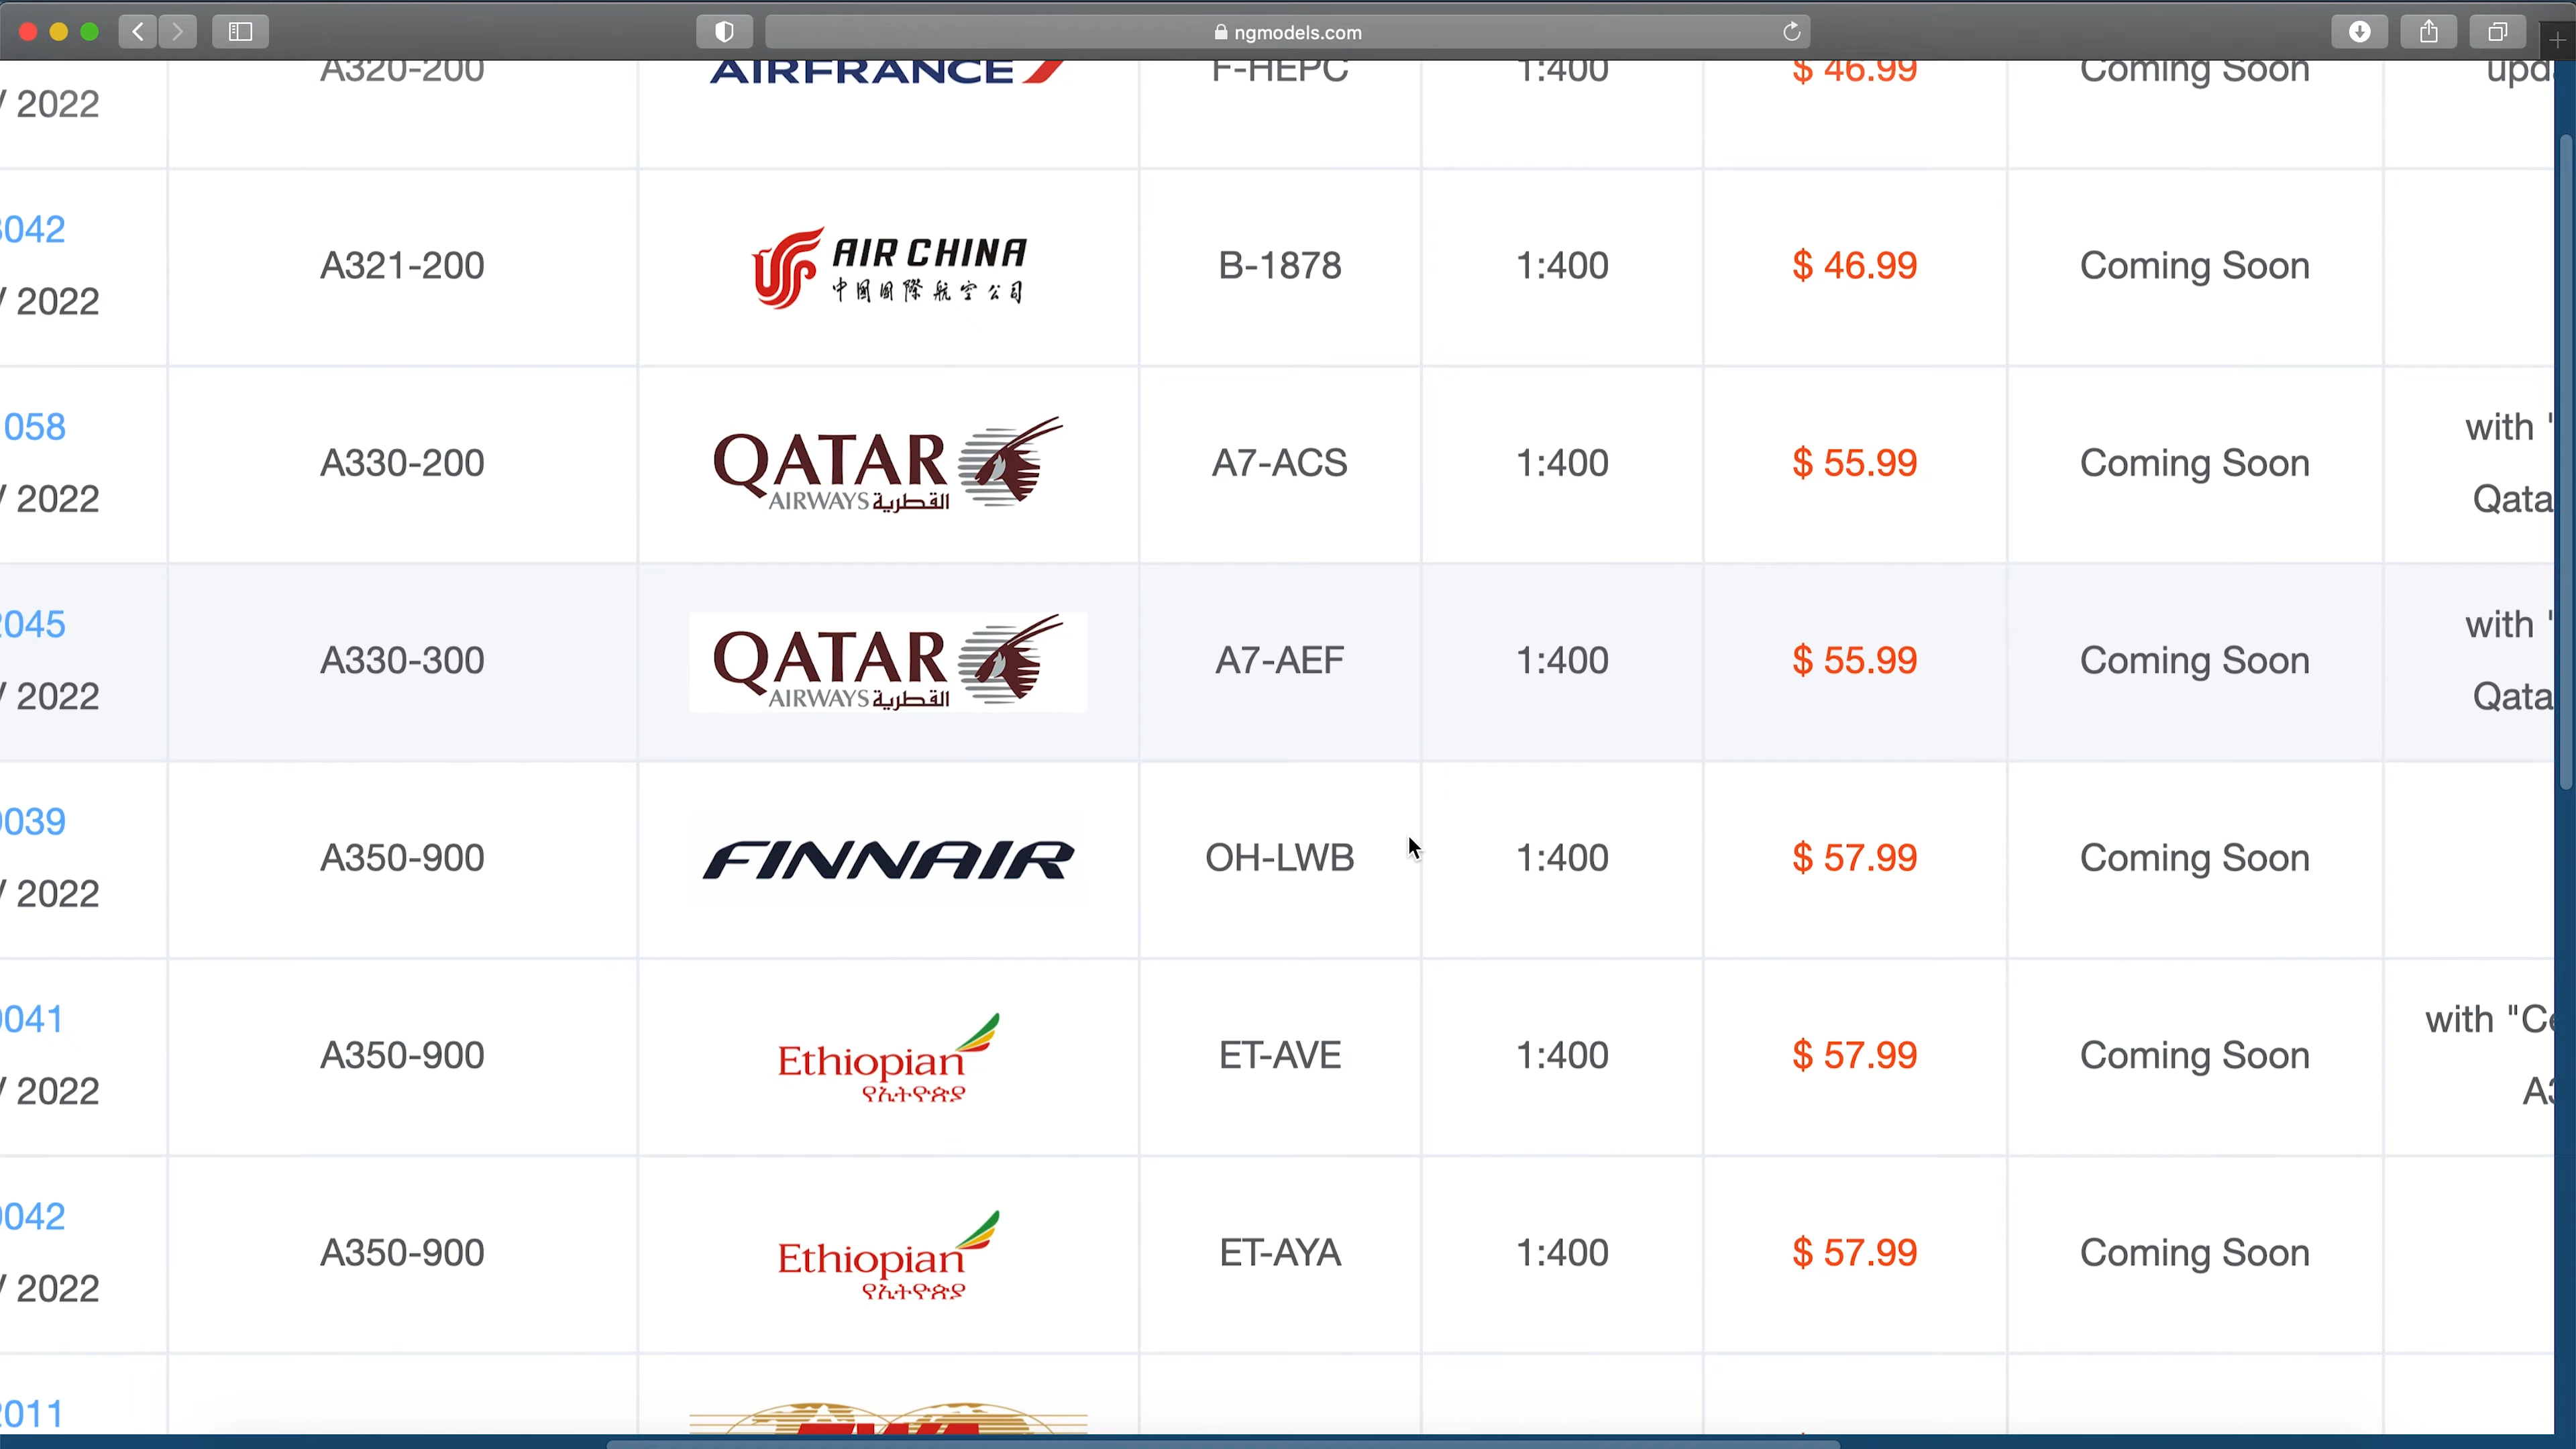 ngmodels.com
A320-200 AIRFRANCE F-HEPC 1:400 $ 46.99 Coming Soon
/ 2022
042
A321-200 AIR CHINA B-1878 1:400 $ 46.99 Coming Soon
中國國際航空公司
/ 2022
058 with "
A330-200 QATAR A7-ACS 1:400 $ 55.99 Coming Soon
AIRWAYS القطرية
/ 2022 Qata
045 with "
A330-300 QATAR A7-AEF 1:400 $ 55.99 Coming Soon
AIRWAYS القطرية
/ 2022 Qata
039
A350-900 FINNAIR OH-LWB 1:400 $ 57.99 Coming Soon
/ 2022
041 with "C
A350-900 Ethiopian ET-AVE 1:400 $ 57.99 Coming Soon
የኢትዮጵያ
/ 2022
042
A350-900 Ethiopian ET-AYA 1:400 $ 57.99 Coming Soon
የኢትዮጵያ
/ 2022
011